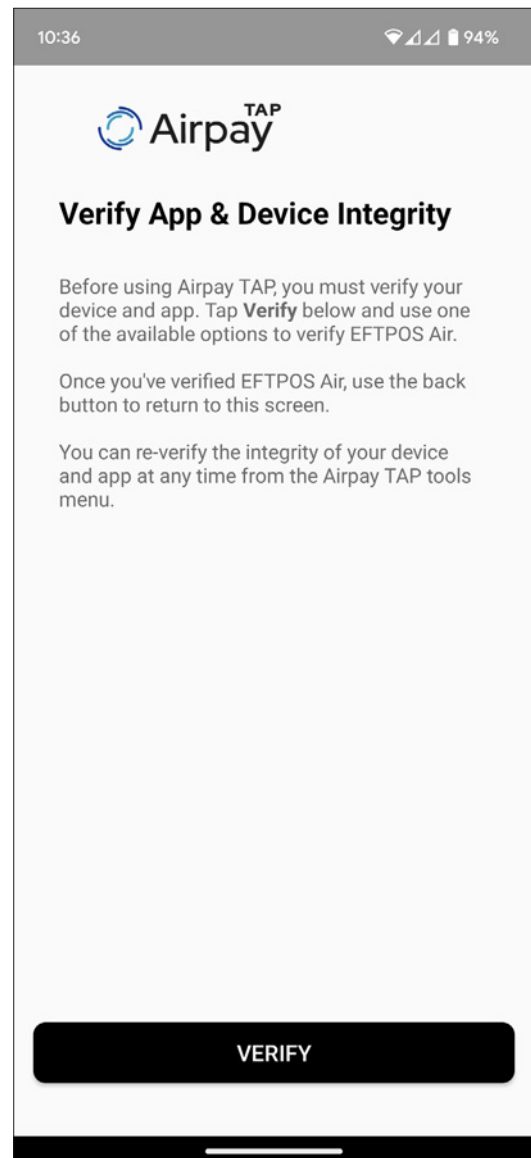 10:36 94%
TAP
Airpay
Verify App & Device Integrity
Before using Airpay TAP, you must verify your
device and app. Tap Verify below and use one
of the available options to verify EFTPOS Air.
Once you've verified EFTPOS Air, use the back
button to return to this screen.
You can re-verify the integrity of your device
and app at any time from the Airpay TAP tools
menu.
VERIFY